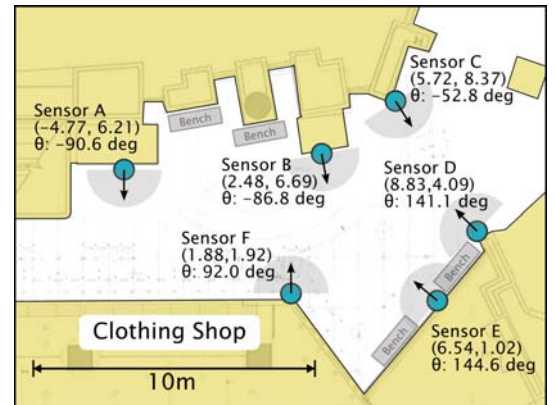 Sensor C
(5.72, 8.37)
θ: −52.8 deg
Sensor A
(−4.77, 6.21)
θ: −90.6 deg
Bench
Bench
Sensor B
(2.48, 6.69)
θ: −86.8 deg
Sensor D
(8.83,4.09)
θ: 141.1 deg
Sensor F
(1.88,1.92)
θ: 92.0 deg
Bench
Bench
Sensor E
(6.54,1.02)
θ: 144.6 deg
Clothing Shop
10m